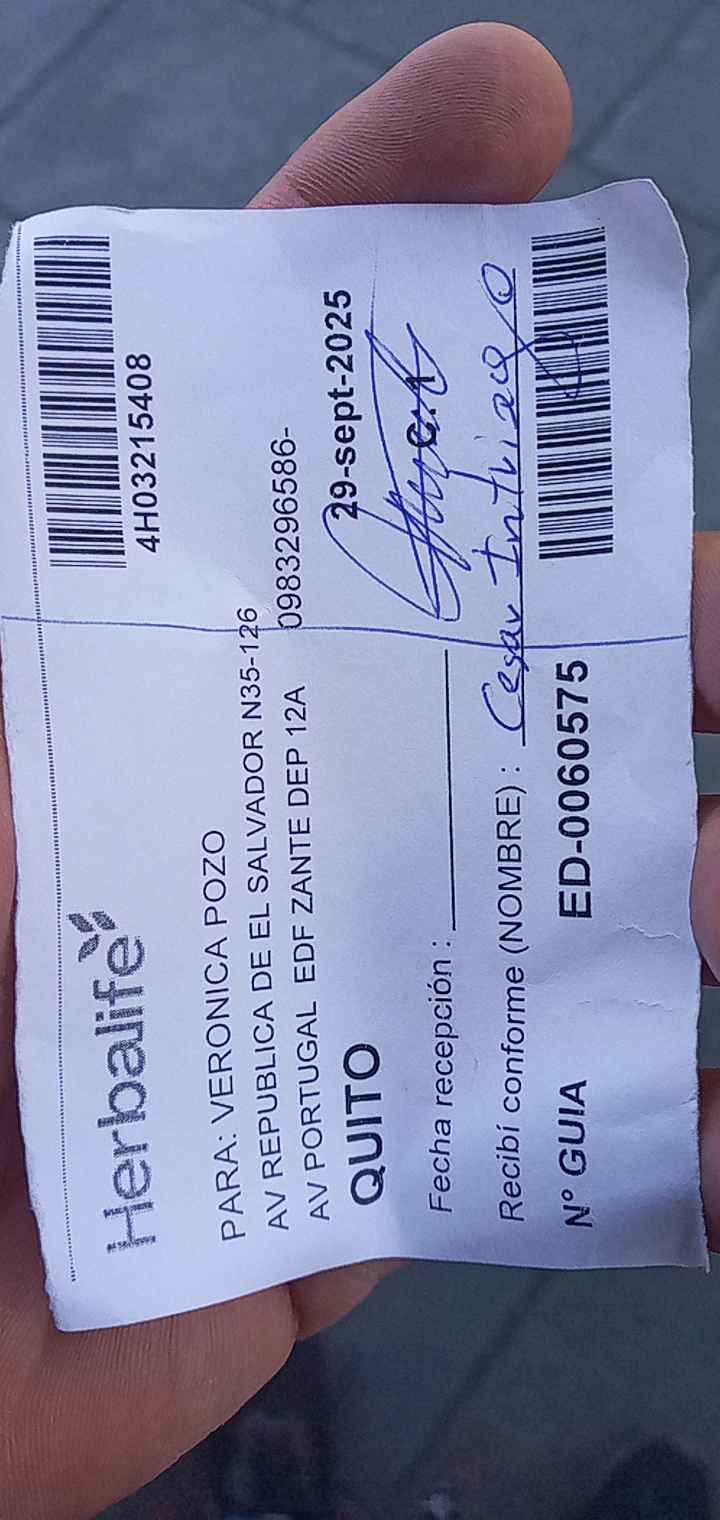 Herbalife
4H03215408
PARA: VERONICA POZO
AV REPUBLICA DE EL SALVADOR N35-126
AV PORTUGAL EDF ZANTE DEP 12A 0983296586-
QUITO 29-sept-2025
Fecha recepción :
C.I
Recibí conforme (NOMBRE) : Cesar Intriago
Nº GUIA ED-0060575